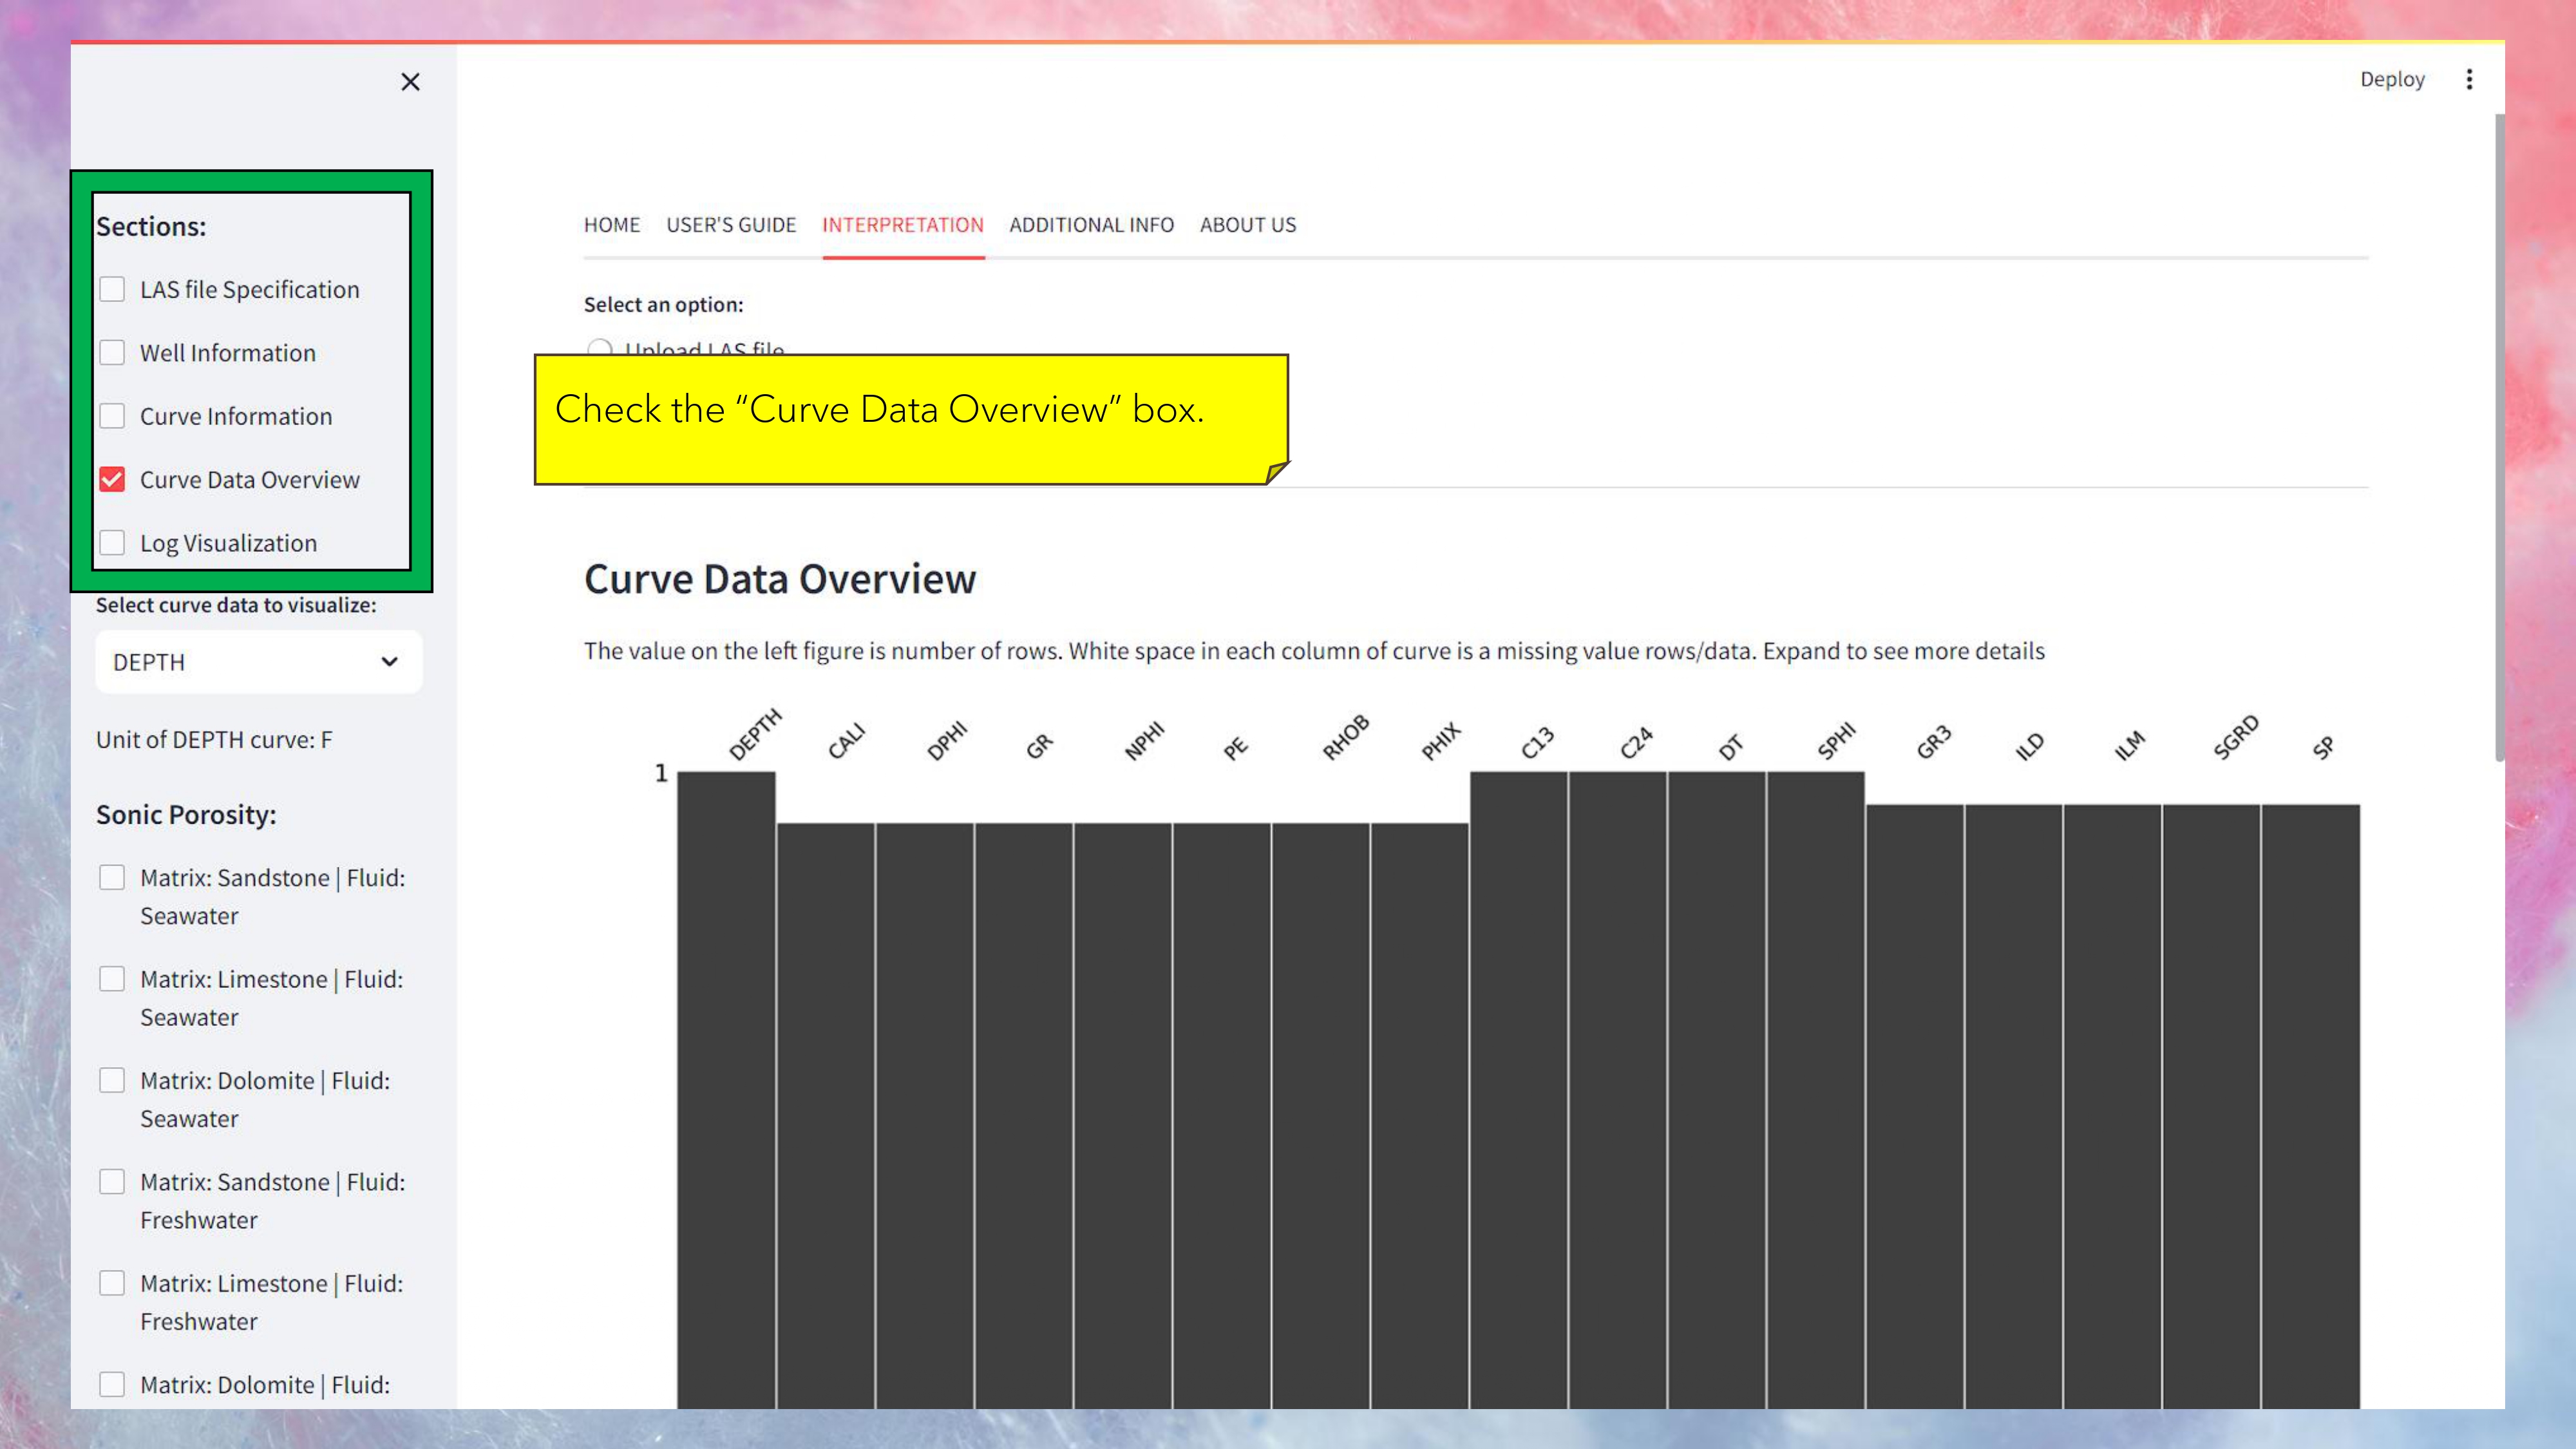 Deploy
Sections:
LAS file Specification
Well Information
Curve Information
Curve Data Overview
Log Visualization
Select curve data to visualize:
DEPTH
Unit of DEPTH curve: F
Sonic Porosity:
Matrix: Sandstone | Fluid:
Seawater
Matrix: Limestone | Fluid:
Seawater
Matrix: Dolomite | Fluid:
Seawater
Matrix: Sandstone | Fluid:
Freshwater
Matrix: Limestone | Fluid:
Freshwater
Matrix: Dolomite | Fluid:
HOME USER'S GUIDE INTERPRETATION ADDITIONAL INFO ABOUT US
Select an option:
Upload LAS file
Check the “Curve Data Overview” box.
Curve Data Overview
The value on the left figure is number of rows. White space in each column of curve is a missing value rows/data. Expand to see more details
DEPTH CALI DPHI GR NPHI PE RHOB PHIX C13 C24 DT SPHI GR3 ILD ILM SGRD SP
1